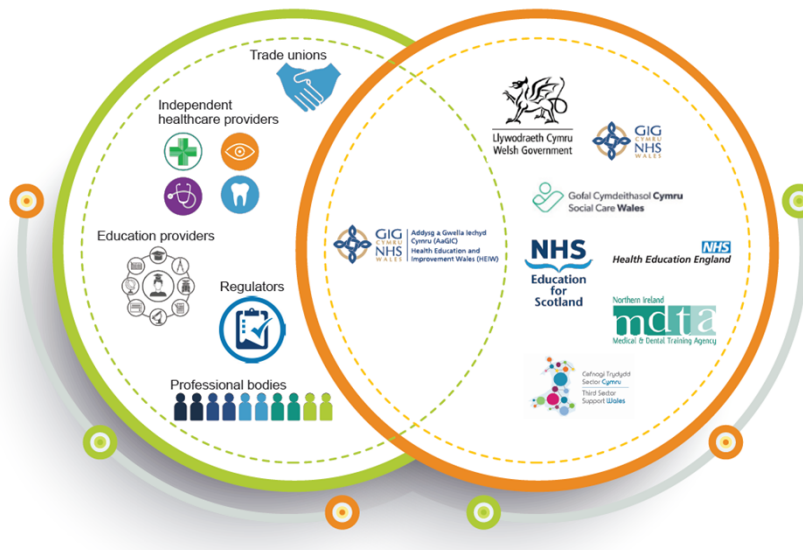 Trade unions
Independent
healthcare providers
Education providers
Regulators
Professional bodies
GIG
CYMRU
NHS
WALES
Addysg a Gwella Iechyd
Cymru (AaGIC)
Health Education and
Improvement Wales (HEIW)
Llywodraeth Cymru
Welsh Government
GIG
CYMRU
NHS
WALES
Gofal Cymdeithasol Cymru
Social Care Wales
NHS
Education
for
Scotland
NHS
Health Education England
Northern Ireland
mdta
Medical & Dental Training Agency
Cefnogi Trydydd
Sector Cymru
Third Sector
Support Wales